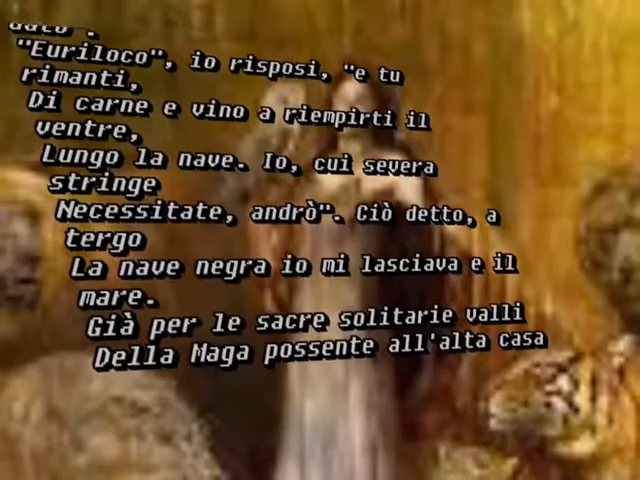 "Euriloco", io risposi, "e tu
rimanti,
Di carne e vino a riempirti il
ventre,
Lungo la nave. Io, cui severa
stringe
Necessitate, andrò". Ciò detto, a
tergo
La nave negra io mi lasciava e il
mare.
Già per le sacre solitarie valli
Della Maga possente all'alta casa